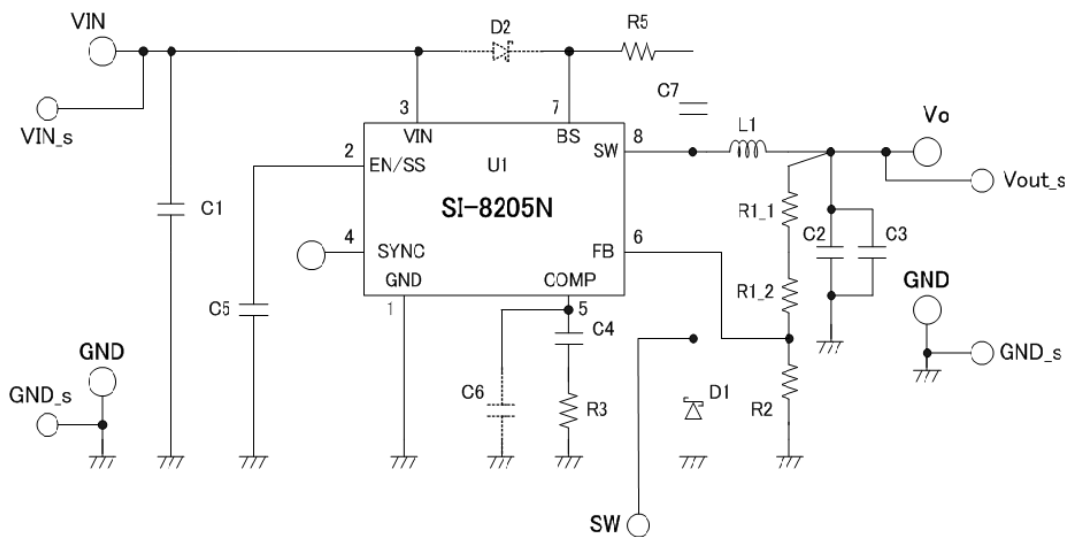 VIN
D2
R5
VIN_s
3
7
C7
VIN
BS
L1
Vo
2
EN/SS
U1
SW
8
Vout_s
C1
SI-8205N
R1_1
C2
C3
4
SYNC
FB
6
GND
COMP
GND
C5
1
5
C4
R1_2
GND
GND_s
GND_s
C6
R3
D1
R2
SW